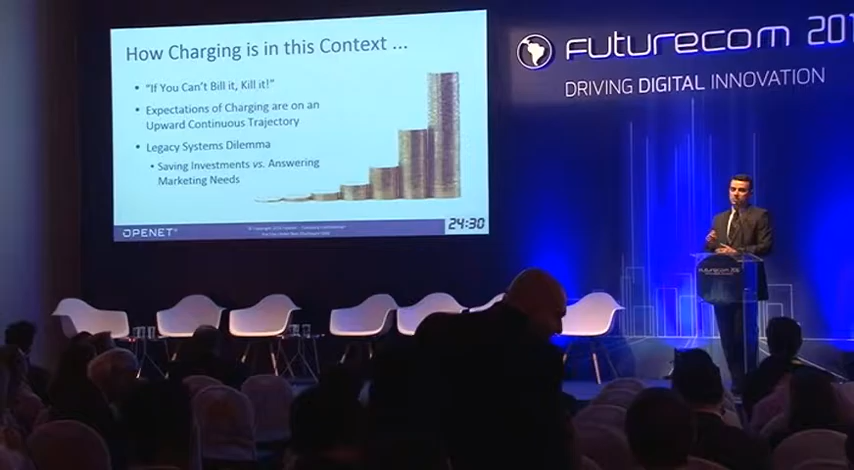 How Charging is in this Context ...
• "If You Can't Bill it, Kill it!"
• Expectations of Charging are on an
Upward Continuous Trajectory
• Legacy Systems Dilemma
• Saving Investments vs. Answering
Marketing Needs
OPENET
24:30
FUTURECOM 201
DRIVING DIGITAL INNOVATION
FUTURECOM